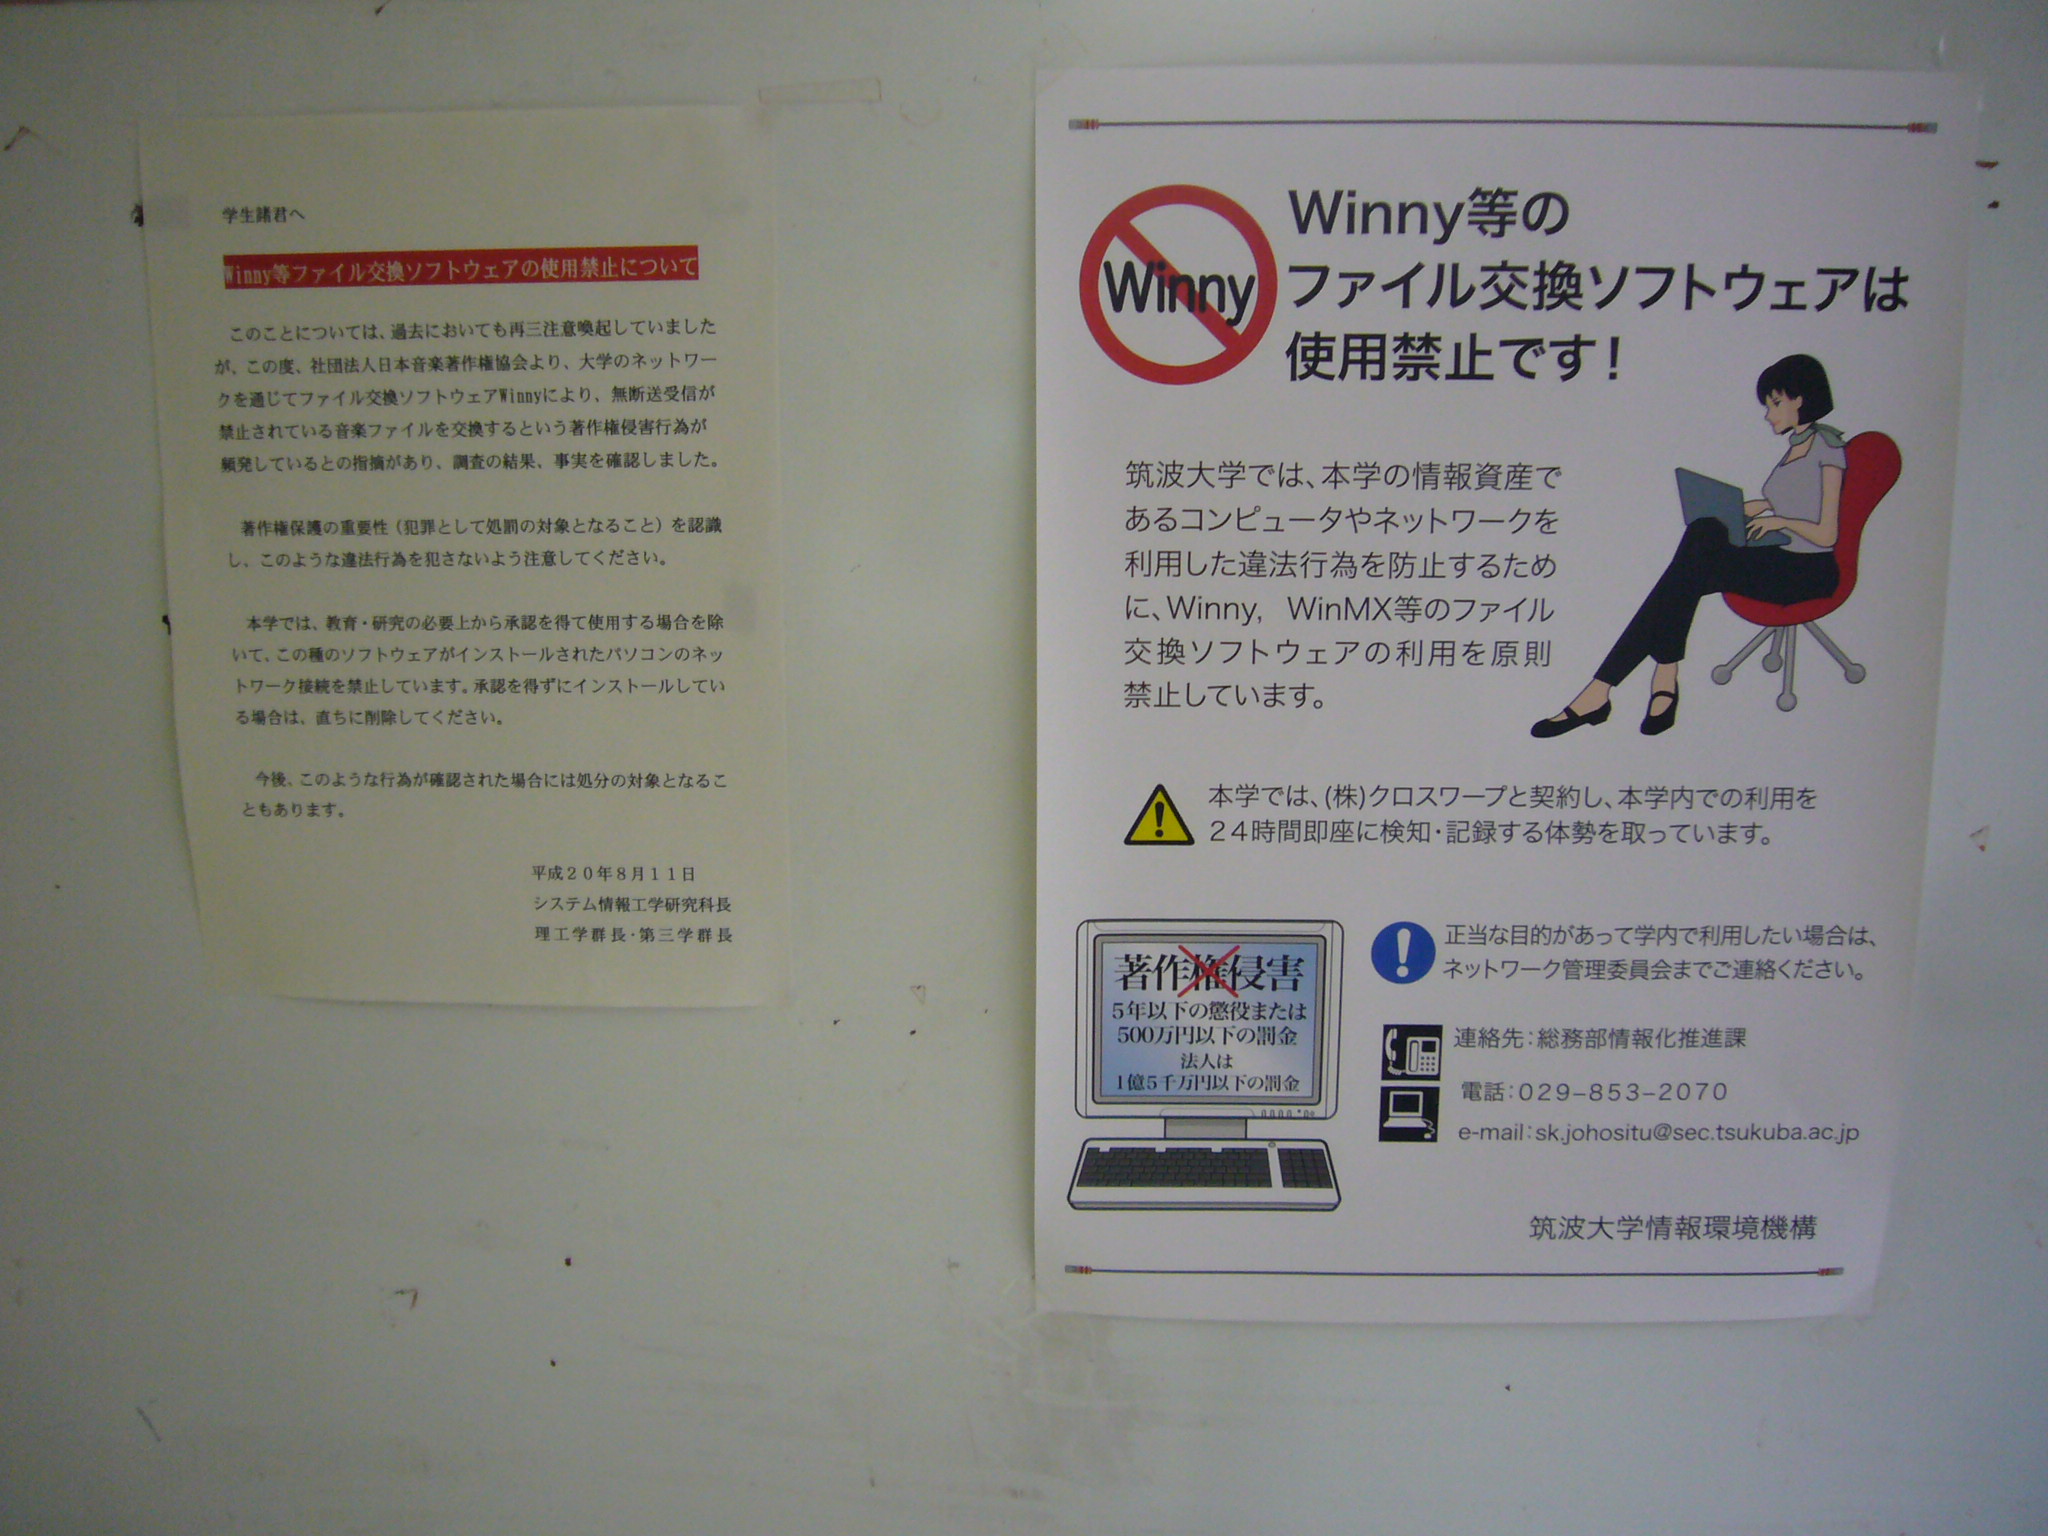 学生諸君へ
Winny等ファイル交換ソフトウェアの使用禁止について
このことについては、過去においても再三注意喚起していました
が、この度、社団法人日本音楽著作権協会より、大学のネットワー
クを通じてファイル交換ソフトウェアWinnyにより、無断送受信が
禁止されている音楽ファイルを交換するという著作権侵害行為が
頻発しているとの指摘があり、調査の結果、事実を確認しました。
著作権保護の重要性（犯罪として処罰の対象となること）を認識
し、このような違法行為を犯さないよう注意してください。
本学では、教育・研究の必要上から承認を得て使用する場合を除
いて、この種のソフトウェアがインストールされたパソコンのネッ
トワーク接続を禁止しています。承認を得ずにインストールしてい
る場合は、直ちに削除してください。
今後、このような行為が確認された場合には処分の対象となるこ
ともあります。
平成２０年８月１１日
システム情報工学研究科長
理工学群長・第三学群長
Winny
Winny等の
ファイル交換ソフトウェアは
使用禁止です！
筑波大学では、本学の情報資産で
あるコンピュータやネットワークを
利用した違法行為を防止するため
に、Winny，WinMX等のファイル
交換ソフトウェアの利用を原則
禁止しています。
本学では、(株)クロスワープと契約し、本学内での利用を
２４時間即座に検知・記録する体勢を取っています。
著作権侵害
5年以下の懲役または
500万円以下の罰金
法人は
1億5千万円以下の罰金
正当な目的があって学内で利用したい場合は、
ネットワーク管理委員会までご連絡ください。
連絡先：総務部情報化推進課
電話：029−853−2070
e-mail：sk.johositu@sec.tsukuba.ac.jp
筑波大学情報環境機構